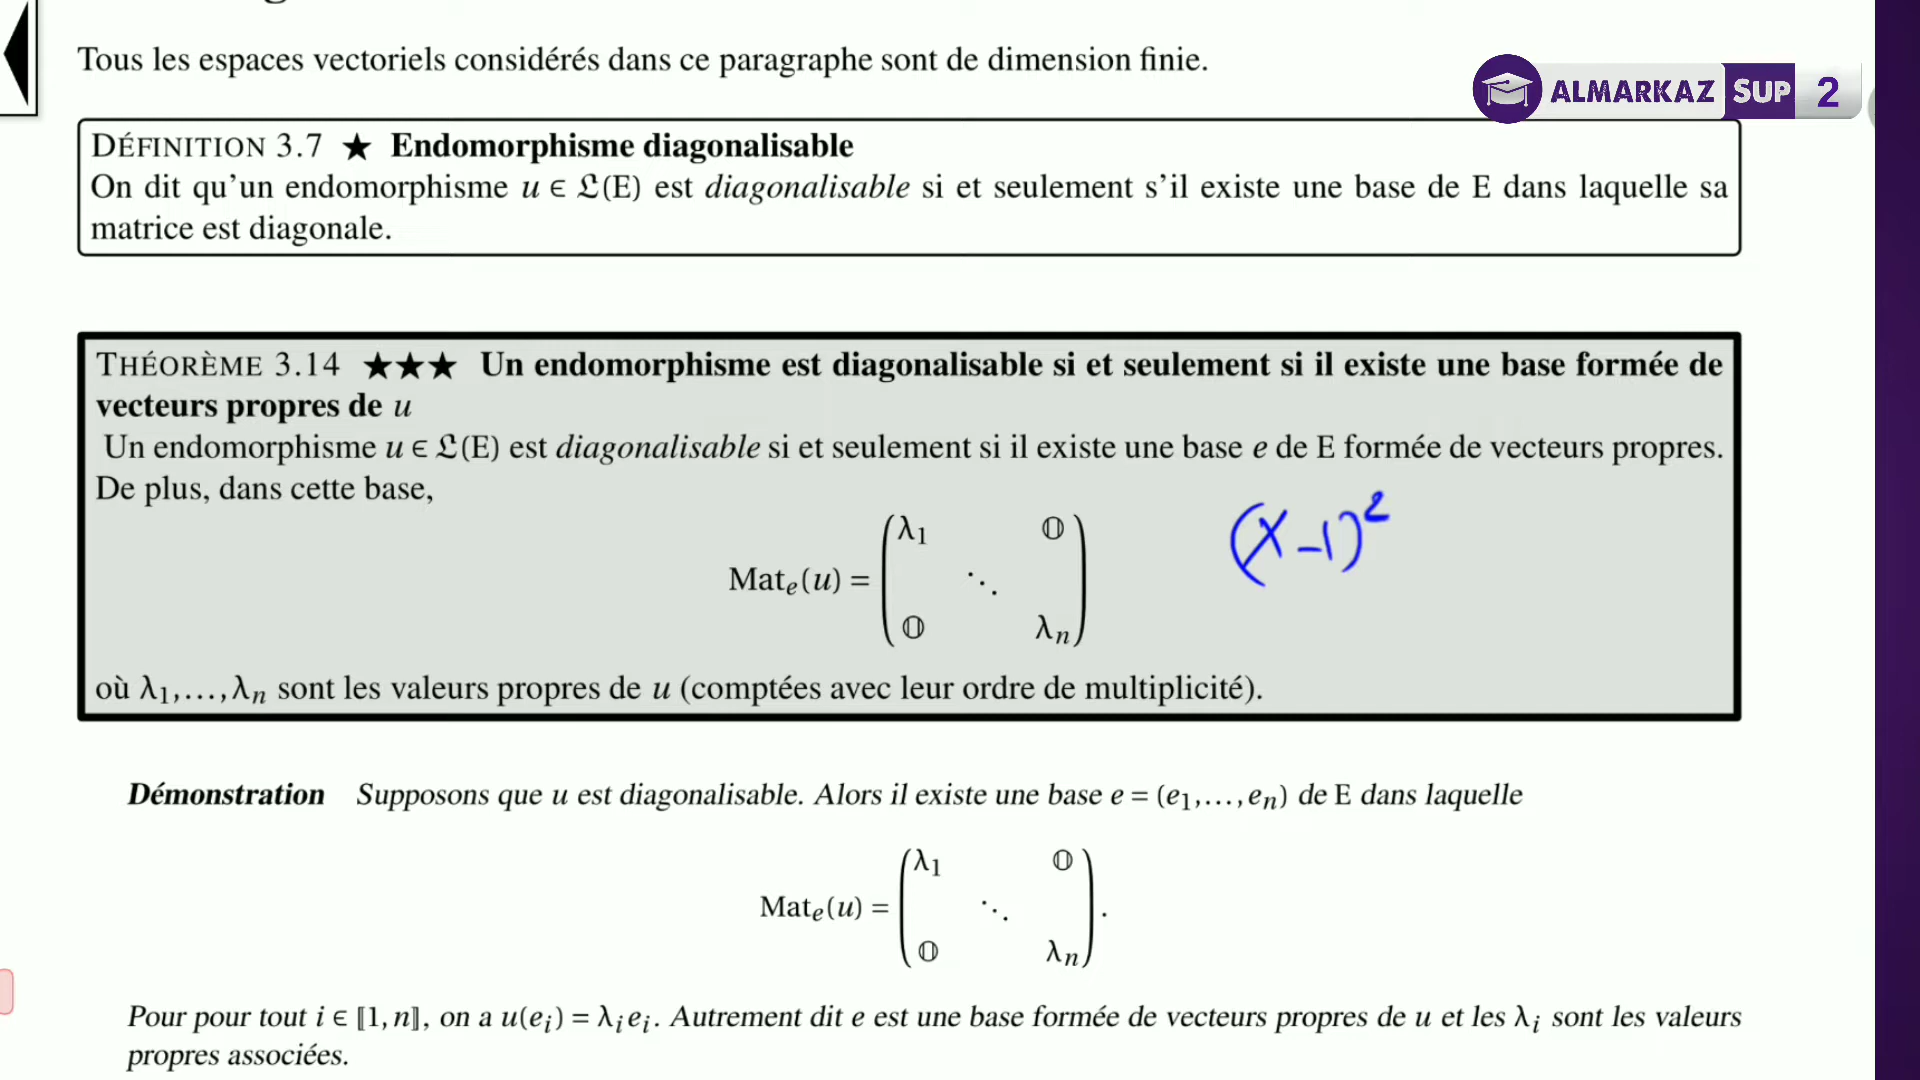 Tous les espaces vectoriels considérés dans ce paragraphe sont de dimension finie.
ALMARKAZ SUP 2
DÉFINITION 3.7 ★ Endomorphisme diagonalisable
On dit qu'un endomorphisme u ∈ 𝔏(E) est diagonalisable si et seulement s'il existe une base de E dans laquelle sa
matrice est diagonale.
THÉORÈME 3.14 ★★★ Un endomorphisme est diagonalisable si et seulement si il existe une base formée de
vecteurs propres de u
Un endomorphisme u ∈ 𝔏(E) est diagonalisable si et seulement si il existe une base e de E formée de vecteurs propres.
De plus, dans cette base,
λ₁ 𝕆
Matₑ(u) = ⋱
𝕆 λₙ
(X-1)²
où λ₁,...,λₙ sont les valeurs propres de u (comptées avec leur ordre de multiplicité).
Démonstration Supposons que u est diagonalisable. Alors il existe une base e = (e₁,...,eₙ) de E dans laquelle
λ₁ 𝕆
Matₑ(u) = ⋱ .
𝕆 λₙ
Pour pour tout i ∈ ⟦1,n⟧, on a u(eᵢ) = λᵢeᵢ. Autrement dit e est une base formée de vecteurs propres de u et les λᵢ sont les valeurs
propres associées.